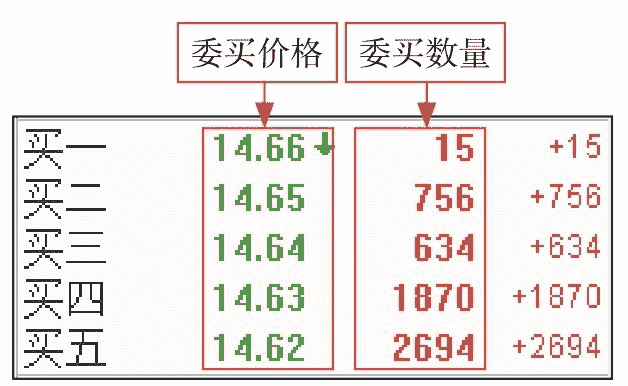 委买价格 委买数量
买一 14.66 15 +15
买二 14.65 756 +756
买三 14.64 634 +634
买四 14.63 1870 +1870
买五 14.62 2694 +2694